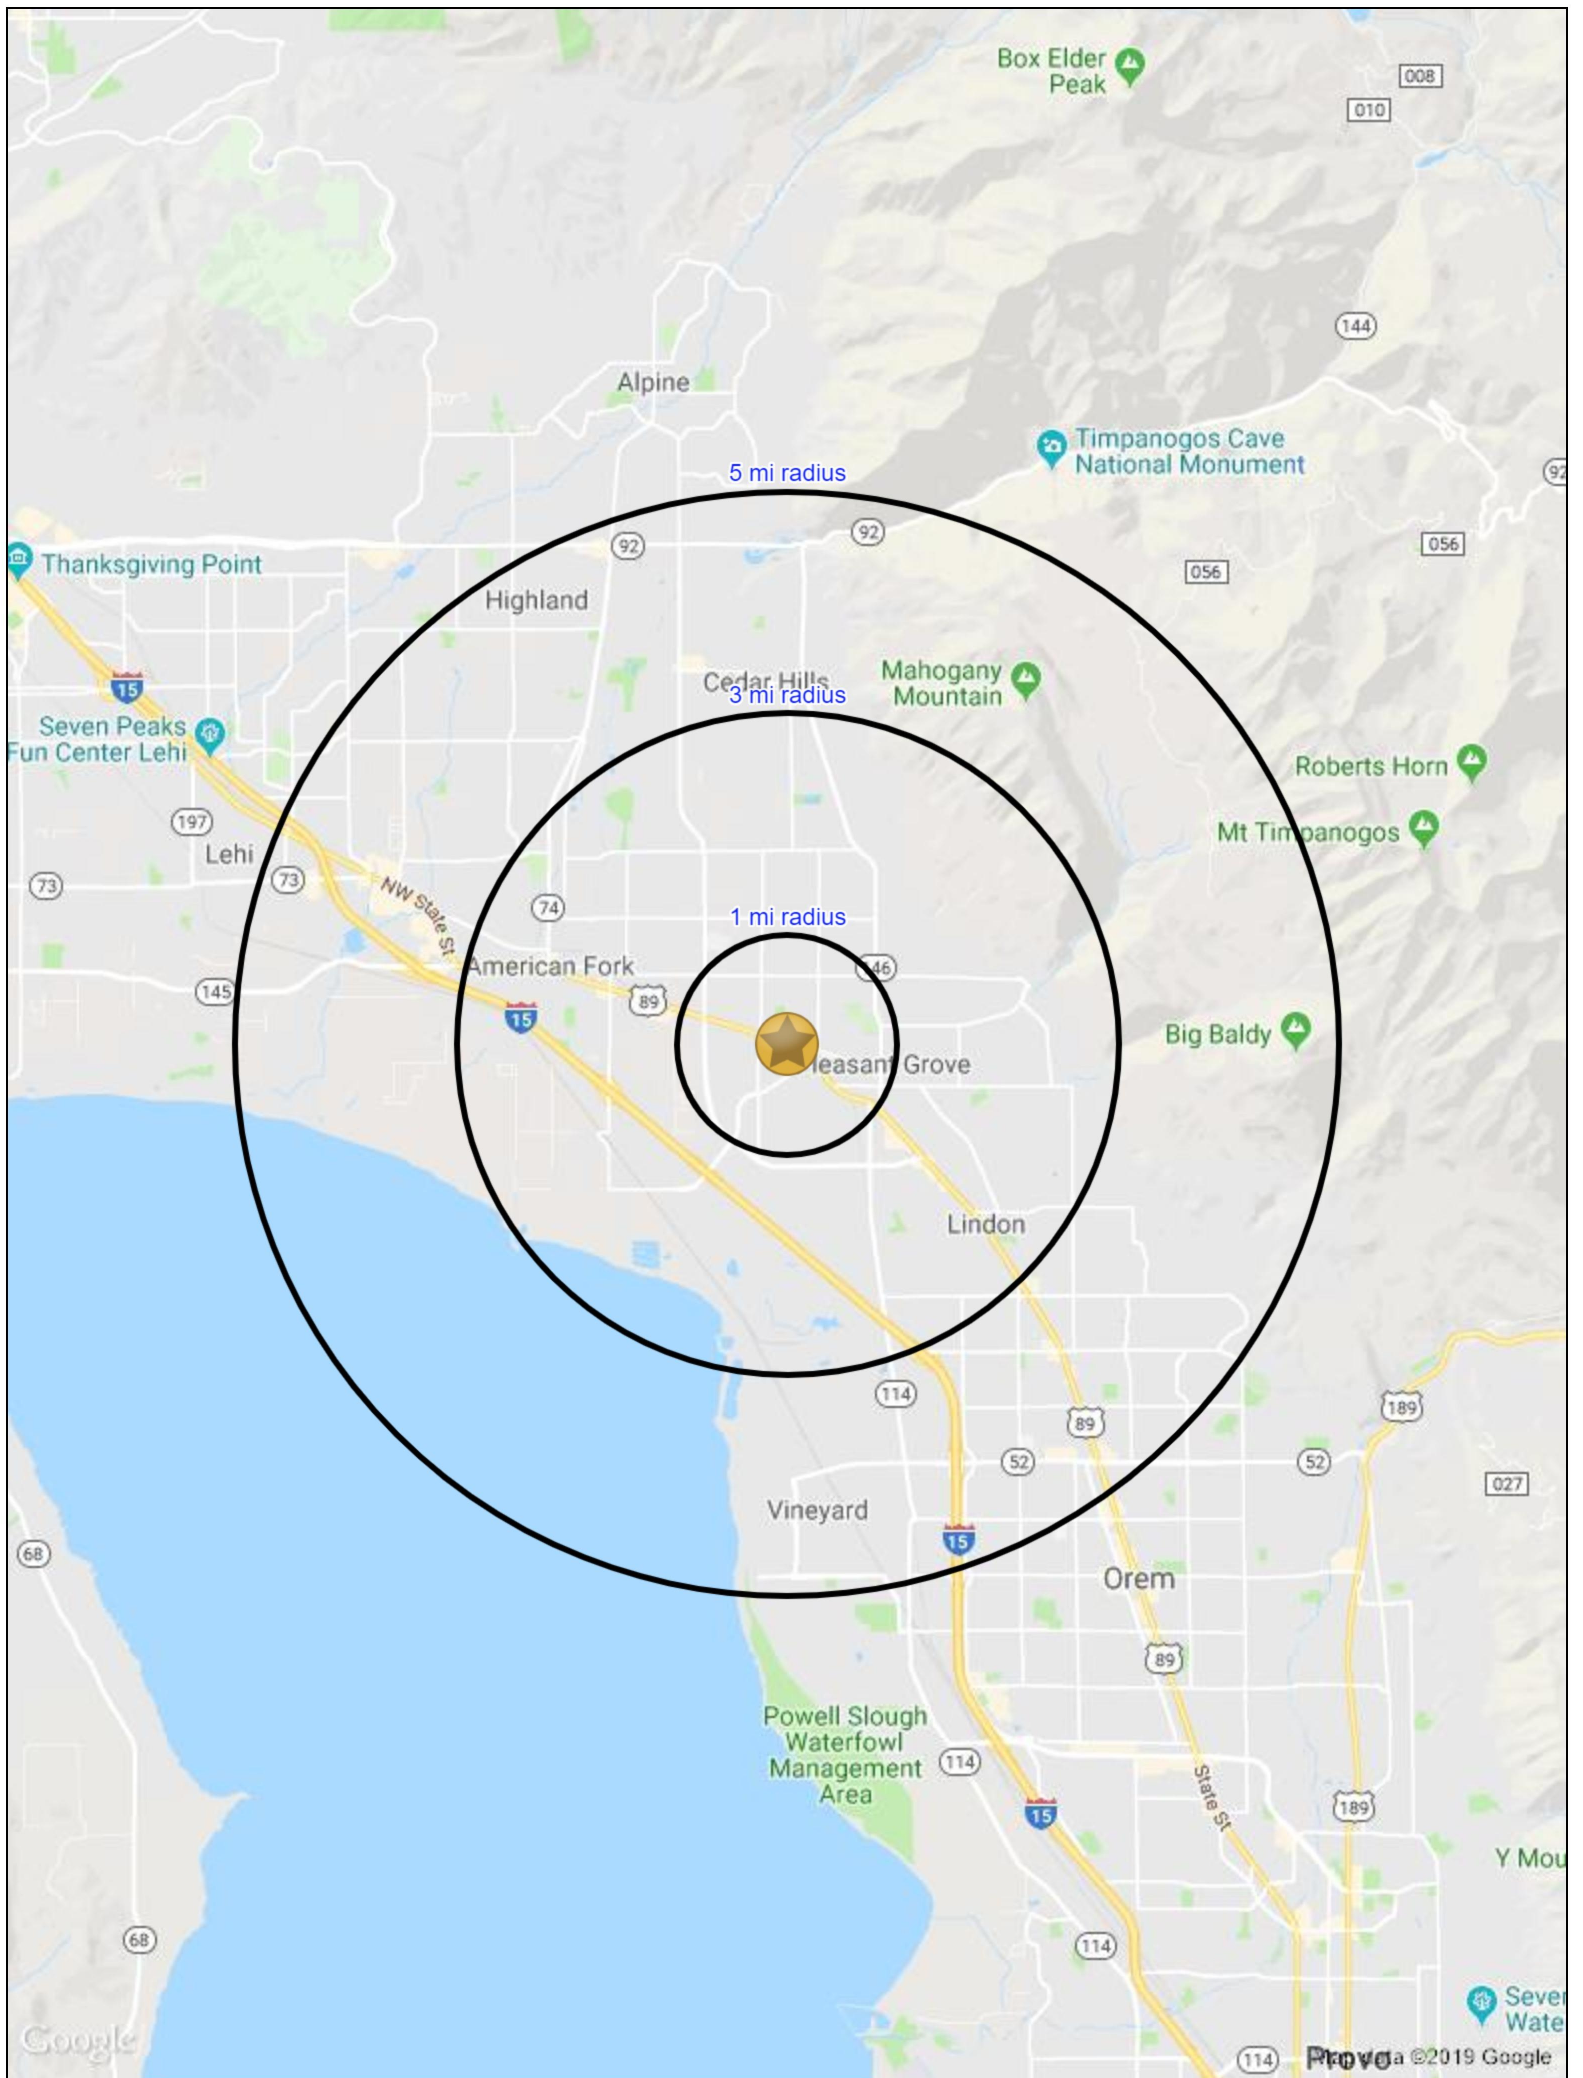 Box Elder
Peak
008
010
144
Alpine
Timpanogos Cave
National Monument
92
5 mi radius
92
92
056
056
Thanksgiving Point
Highland
15
Cedar Hills
3 mi radius
Mahogany
Mountain
Seven Peaks
Fun Center Lehi
Roberts Horn
197
Mt Timpanogos
Lehi
73
73
NW State St
74
1 mi radius
American Fork
146
145
89
15
Big Baldy
Pleasant Grove
Lindon
114
89
189
52
52
027
Vineyard
15
68
Orem
89
Powell Slough
Waterfowl
Management
Area
114
State St
15
189
Y Mou
68
114
Seven
Wate
Google
114
Provo
Map data ©2019 Google